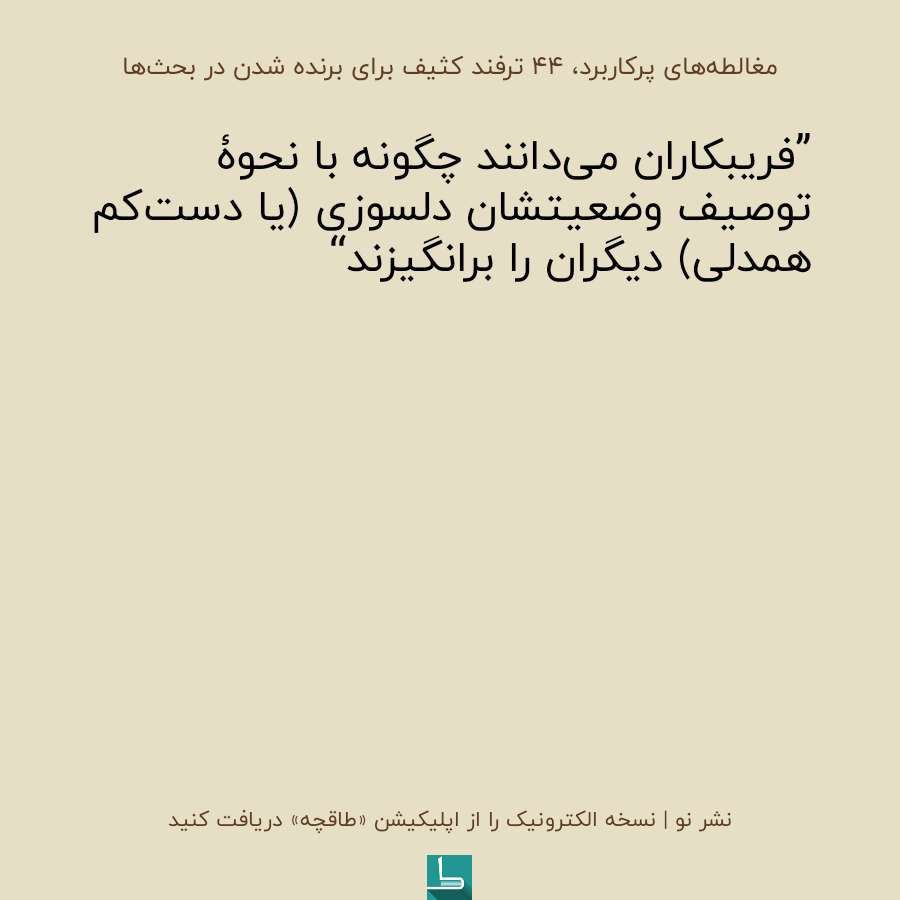 مغالطه‌های پرکاربرد، ۴۴ ترفند کثیف برای برنده شدن در بحث‌ها
”فریبکاران می‌دانند چگونه با نحوهٔ
توصیف وضعیتشان دلسوزی (یا دست‌کم
همدلی) دیگران را برانگیزند“
نشر نو | نسخه الکترونیک را از اپلیکیشن «طاقچه» دریافت کنید